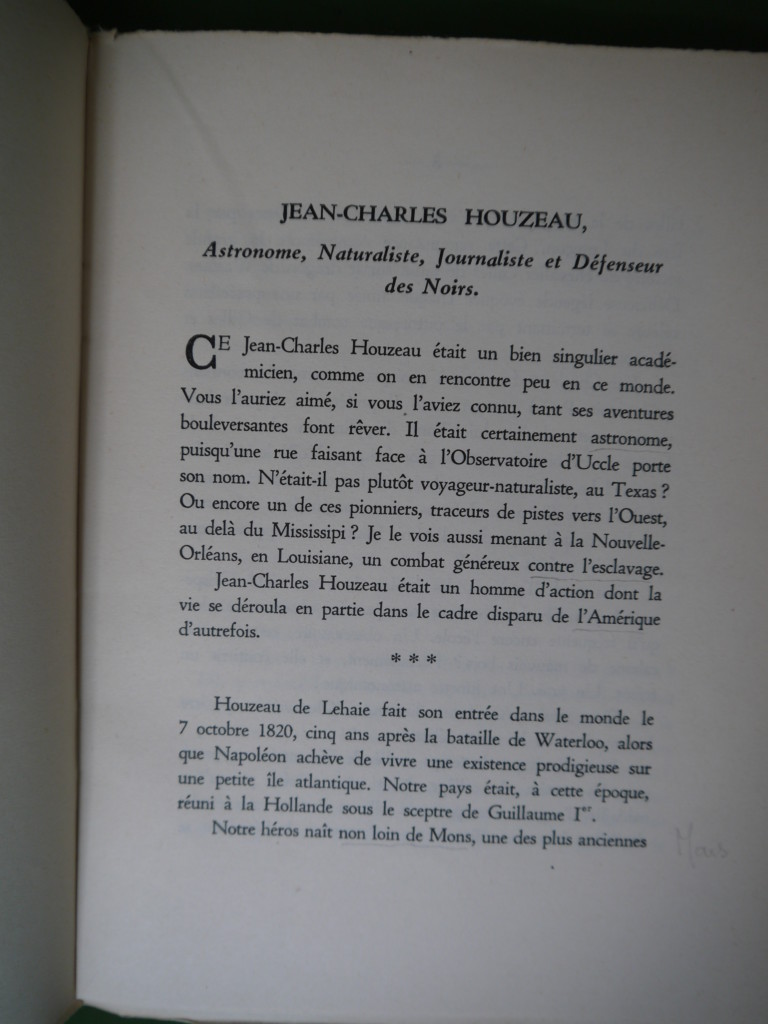 JEAN-CHARLES HOUZEAU,
Astronome, Naturaliste, Journaliste et Défenseur
des Noirs.
CE Jean-Charles Houzeau était un bien singulier acadé-
micien, comme on en rencontre peu en ce monde.
Vous l'auriez aimé, si vous l'aviez connu, tant ses aventures
bouleversantes font rêver. Il était certainement astronome,
puisqu'une rue faisant face à l'Observatoire d'Uccle porte
son nom. N'était-il pas plutôt voyageur-naturaliste, au Texas ?
Ou encore un de ces pionniers, traceurs de pistes vers l'Ouest,
au delà du Mississipi ? Je le vois aussi menant à la Nouvelle-
Orléans, en Louisiane, un combat généreux contre l'esclavage.
Jean-Charles Houzeau était un homme d'action dont la
vie se déroula en partie dans le cadre disparu de l'Amérique
d'autrefois.
* * *
Houzeau de Lehaie fait son entrée dans le monde le
7 octobre 1820, cinq ans après la bataille de Waterloo, alors
que Napoléon achève de vivre une existence prodigieuse sur
une petite île atlantique. Notre pays était, à cette époque,
réuni à la Hollande sous le sceptre de Guillaume Ier.
Notre héros naît non loin de Mons, une des plus anciennes